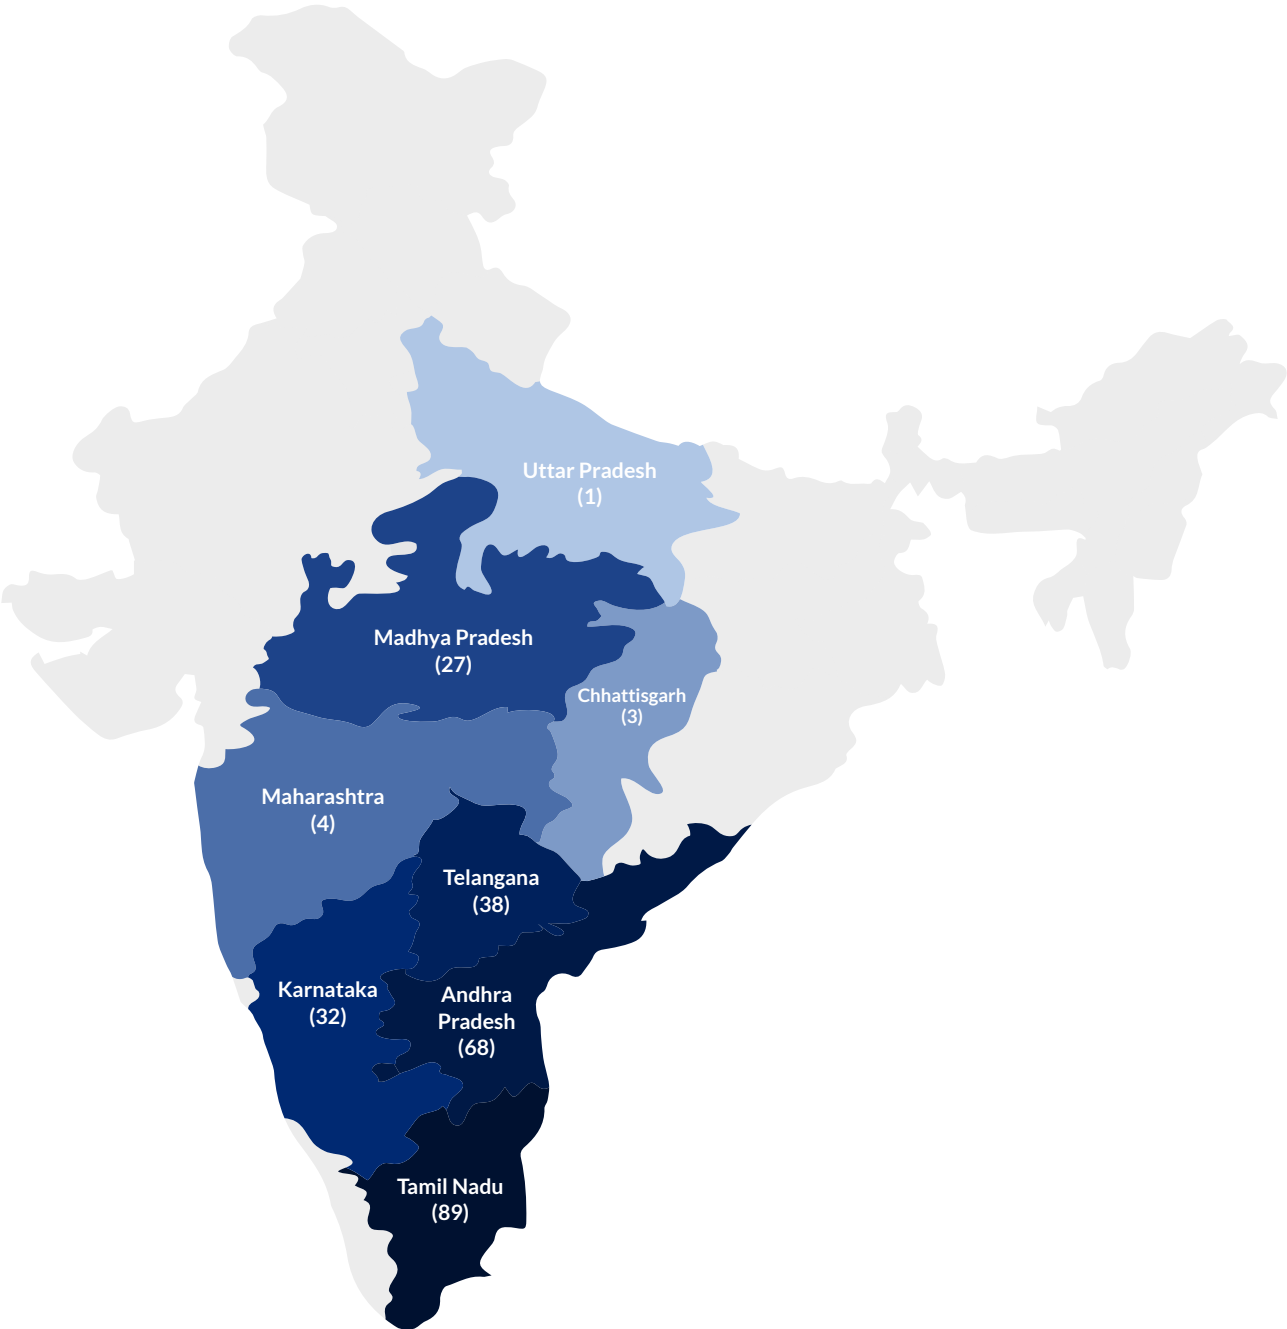 Uttar Pradesh
(1)
Madhya Pradesh
(27)
Chhattisgarh
(3)
Maharashtra
(4)
Telangana
(38)
Karnataka
(32)
Andhra
Pradesh
(68)
Tamil Nadu
(89)